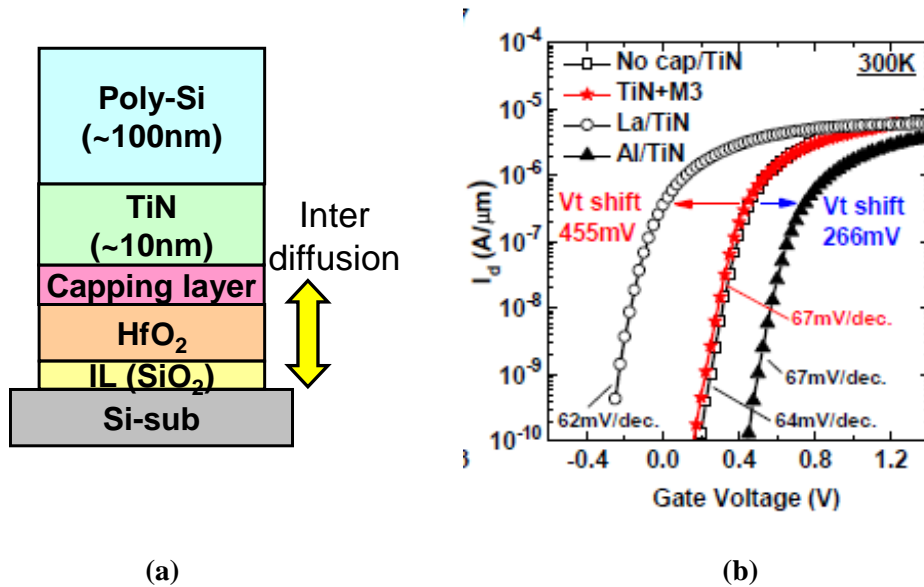 Poly-Si
(~100nm)
TiN
(~10nm)
Capping layer
HfO₂
IL (SiO₂)
Si-sub
Inter
diffusion
(a)
10⁻⁴
10⁻⁵
10⁻⁶
10⁻⁷
10⁻⁸
10⁻⁹
10⁻¹⁰
I_d (A/μm)
No cap/TiN
TiN+M3
La/TiN
Al/TiN
300K
Vt shift
455mV
Vt shift
266mV
67mV/dec.
67mV/dec.
62mV/dec.
64mV/dec.
-0.4 0.0 0.4 0.8 1.2
Gate Voltage (V)
(b)